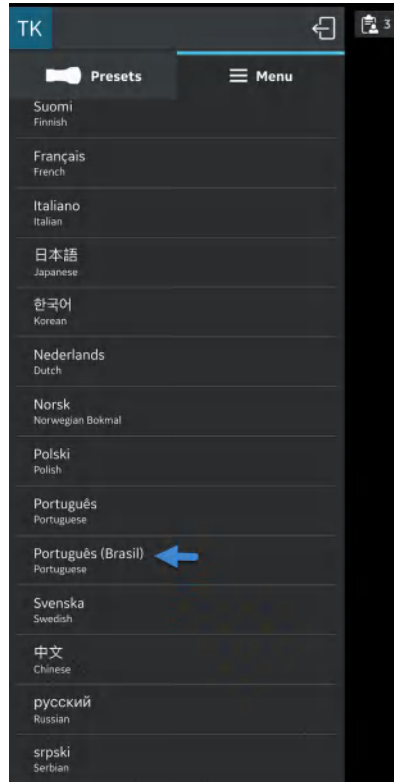 TK
3
Presets
Menu
Suomi
Finnish
Français
French
Italiano
Italian
日本語
Japanese
한국어
Korean
Nederlands
Dutch
Norsk
Norwegian Bokmal
Polski
Polish
Português
Portuguese
Português (Brasil)
Portuguese
Svenska
Swedish
中文
Chinese
русский
Russian
srpski
Serbian